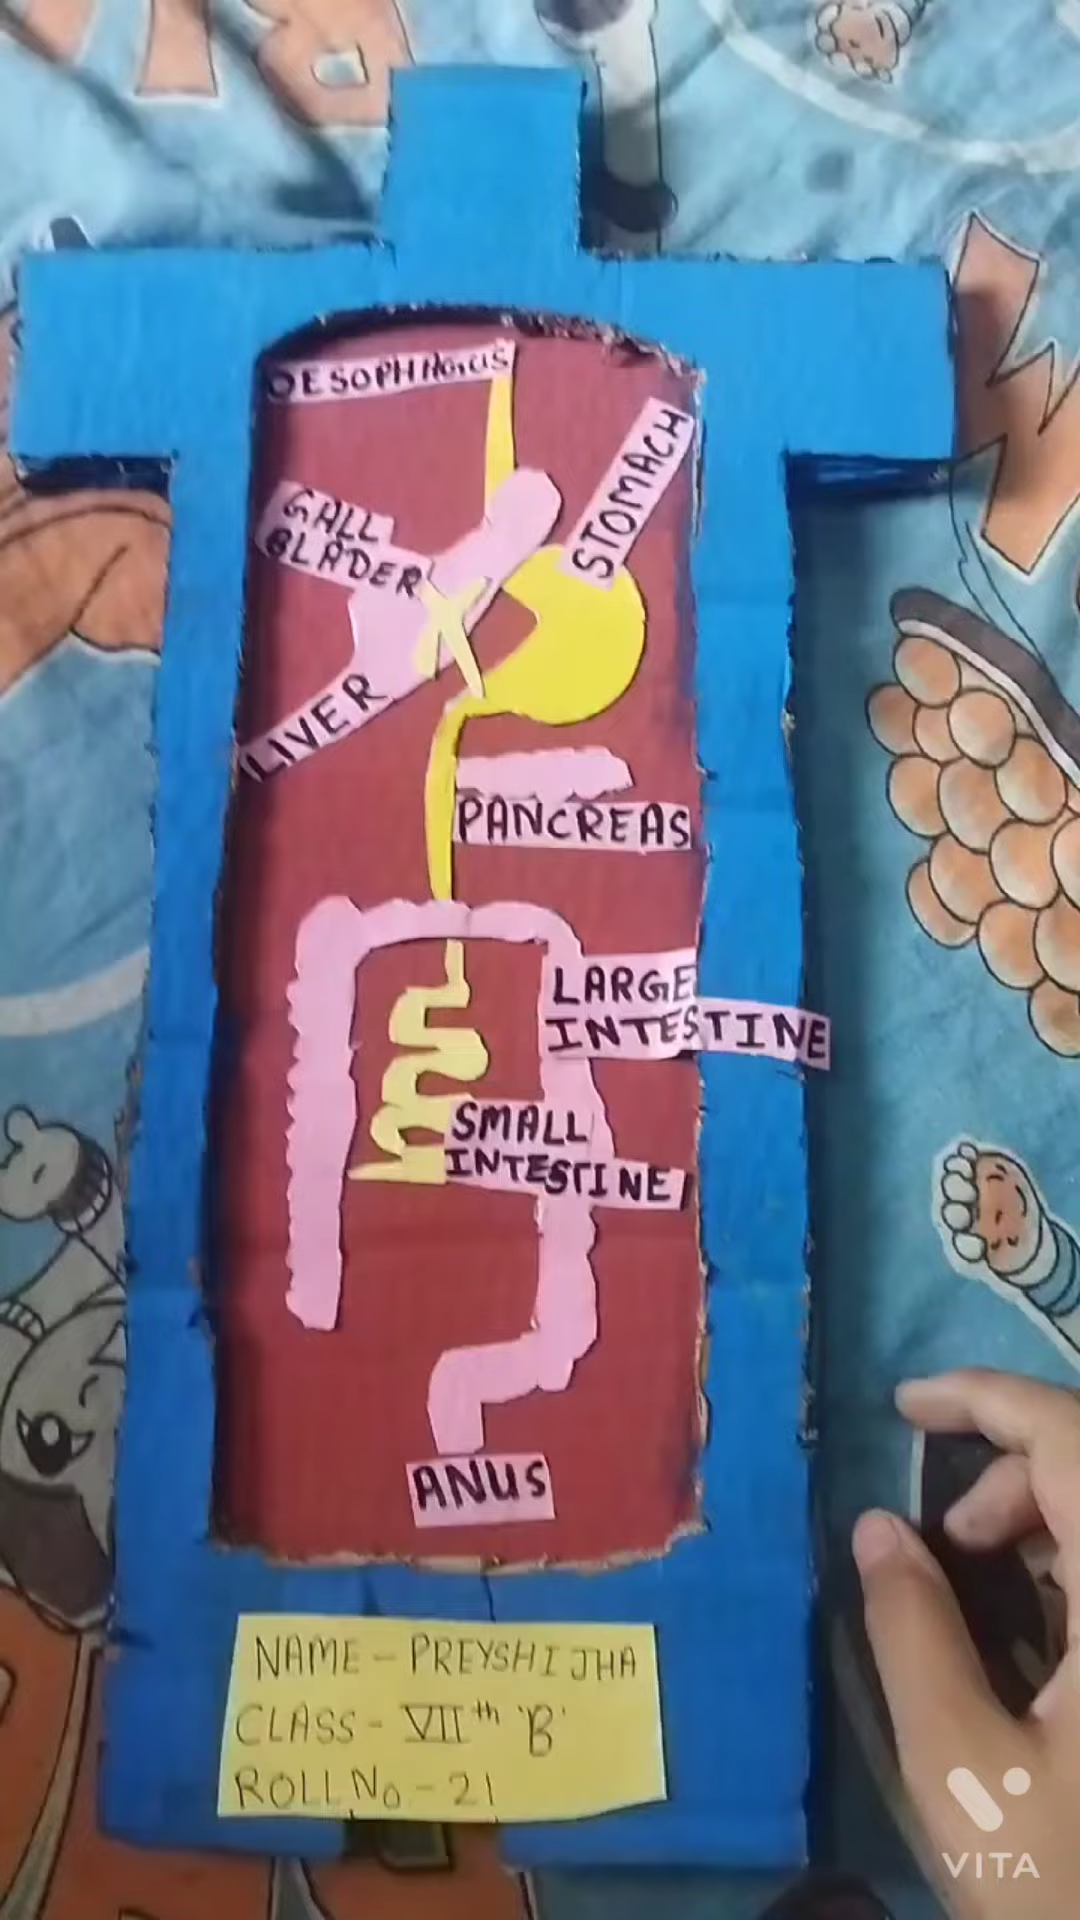 OESOPHAGUS
STOMACH
GALL
BLADER
LIVER
PANCREAS
LARGE
INTESTINE
SMALL
INTESTINE
ANUS
NAME - PREYSHI JHA
CLASS - VIIth 'B'
ROLL No - 21
VITA